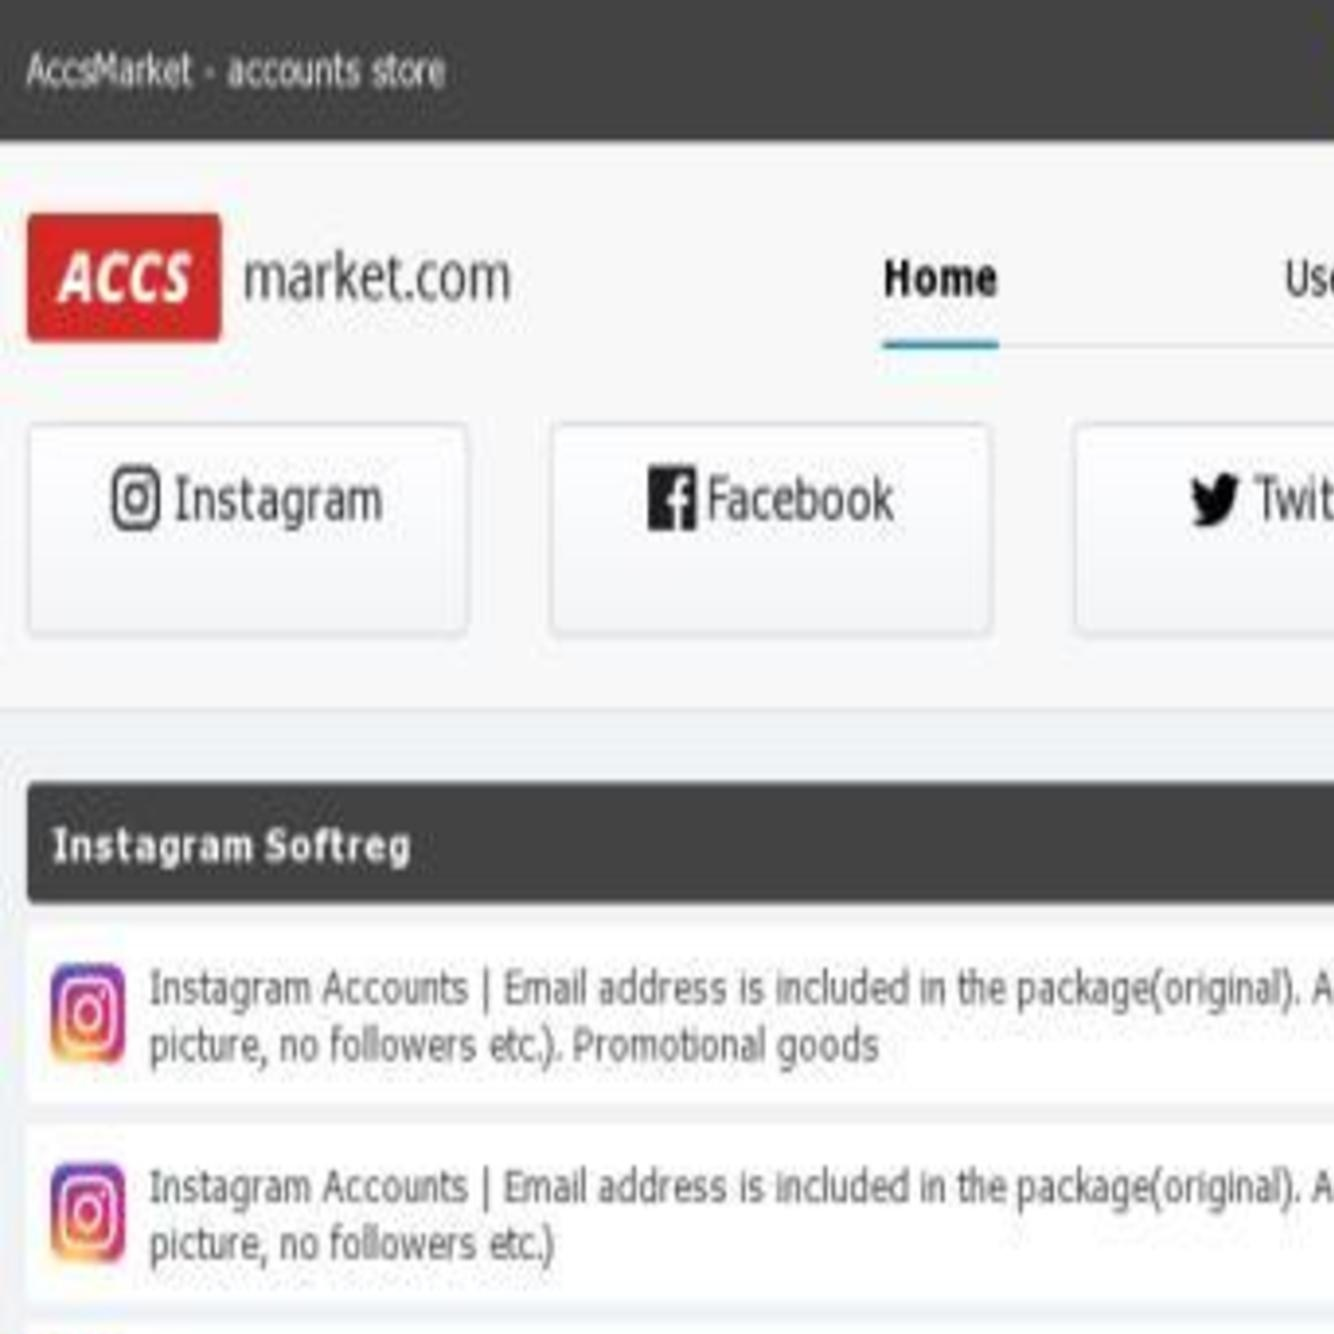 AccsMarket - accounts store
ACCS market.com
Home
Instagram
Facebook
Instagram Softreg
Instagram Accounts | Email address is included in the package(original). A
picture, no followers etc.). Promotional goods
Instagram Accounts | Email address is included in the package(original). A
picture, no followers etc.)